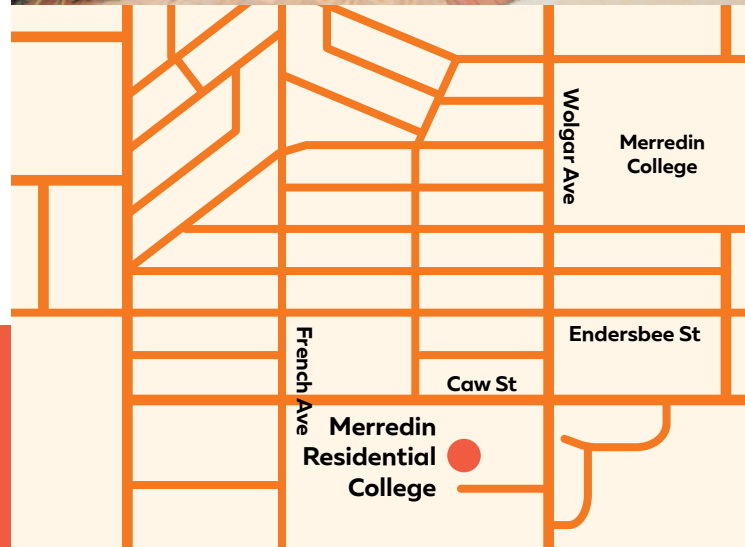 Wolgar Ave
Merredin
College
Endersbee St
French Ave
Caw St
Merredin
Residential
College